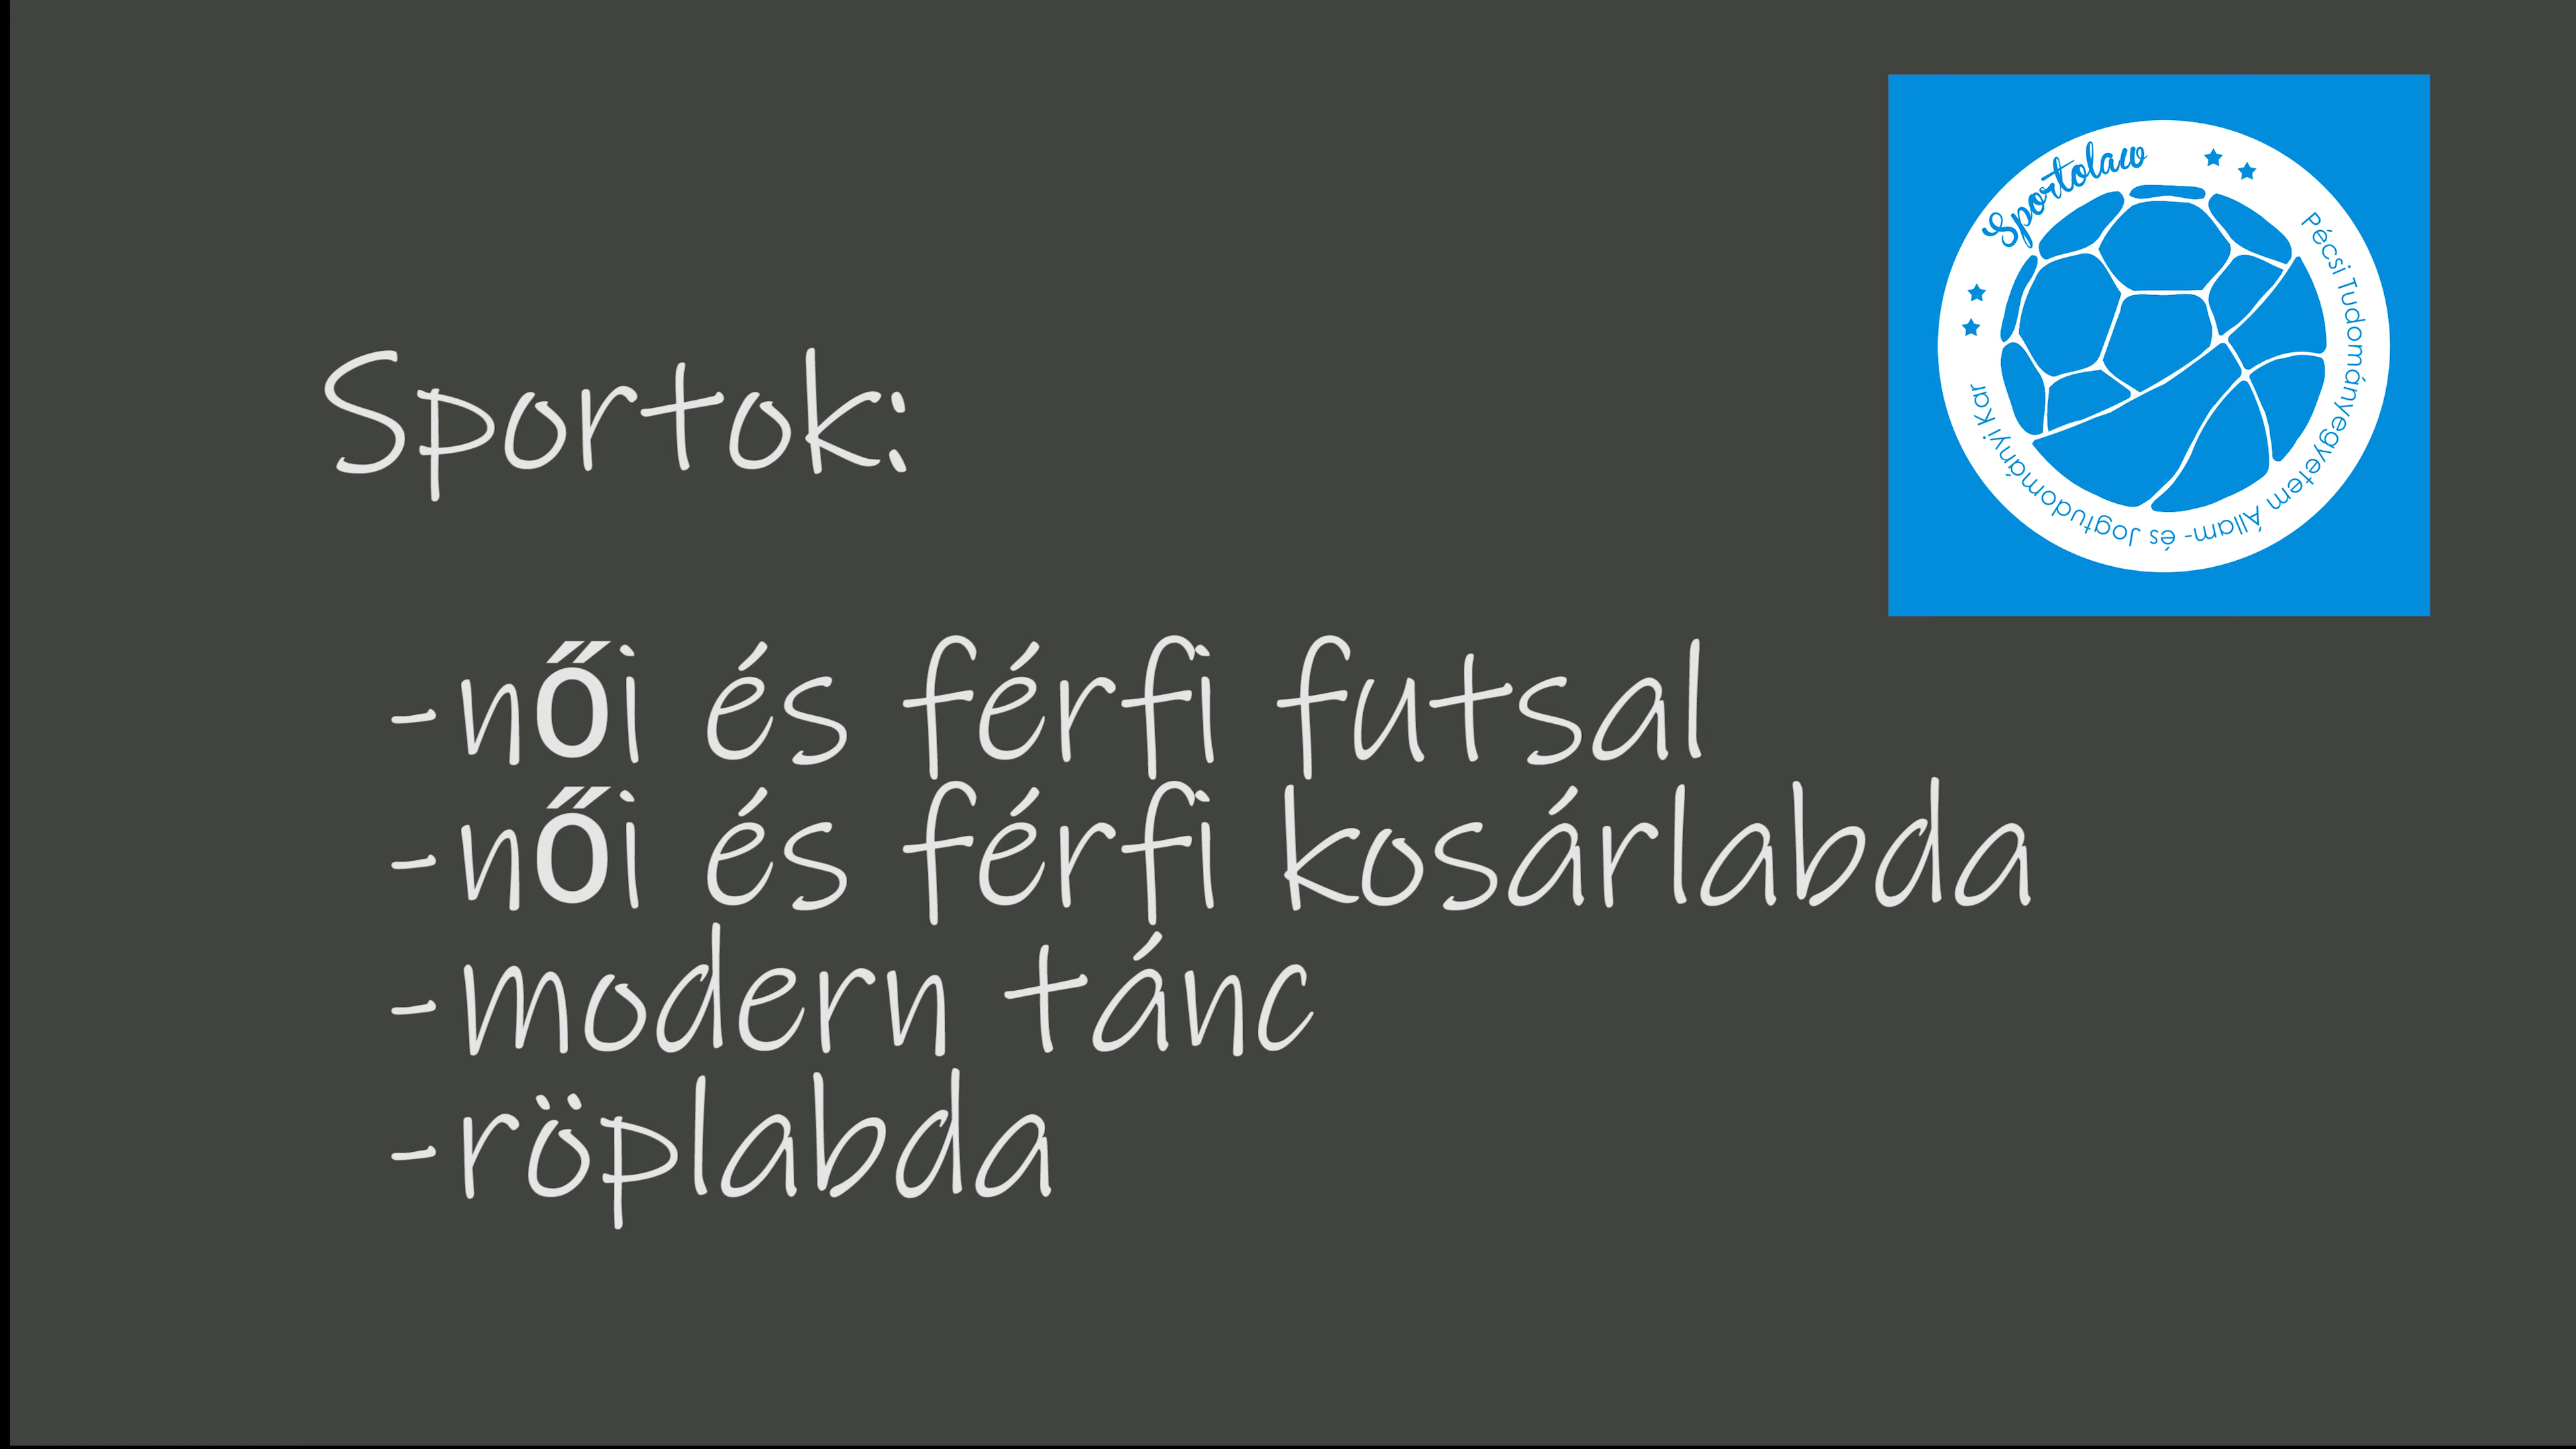 Sportok:
-női és férfi futsal
-női és férfi kosárlabda
-modern tánc
-röplabda
Sportolaw
Pécsi Tudományegyetem Állam- és Jogtudományi Kar